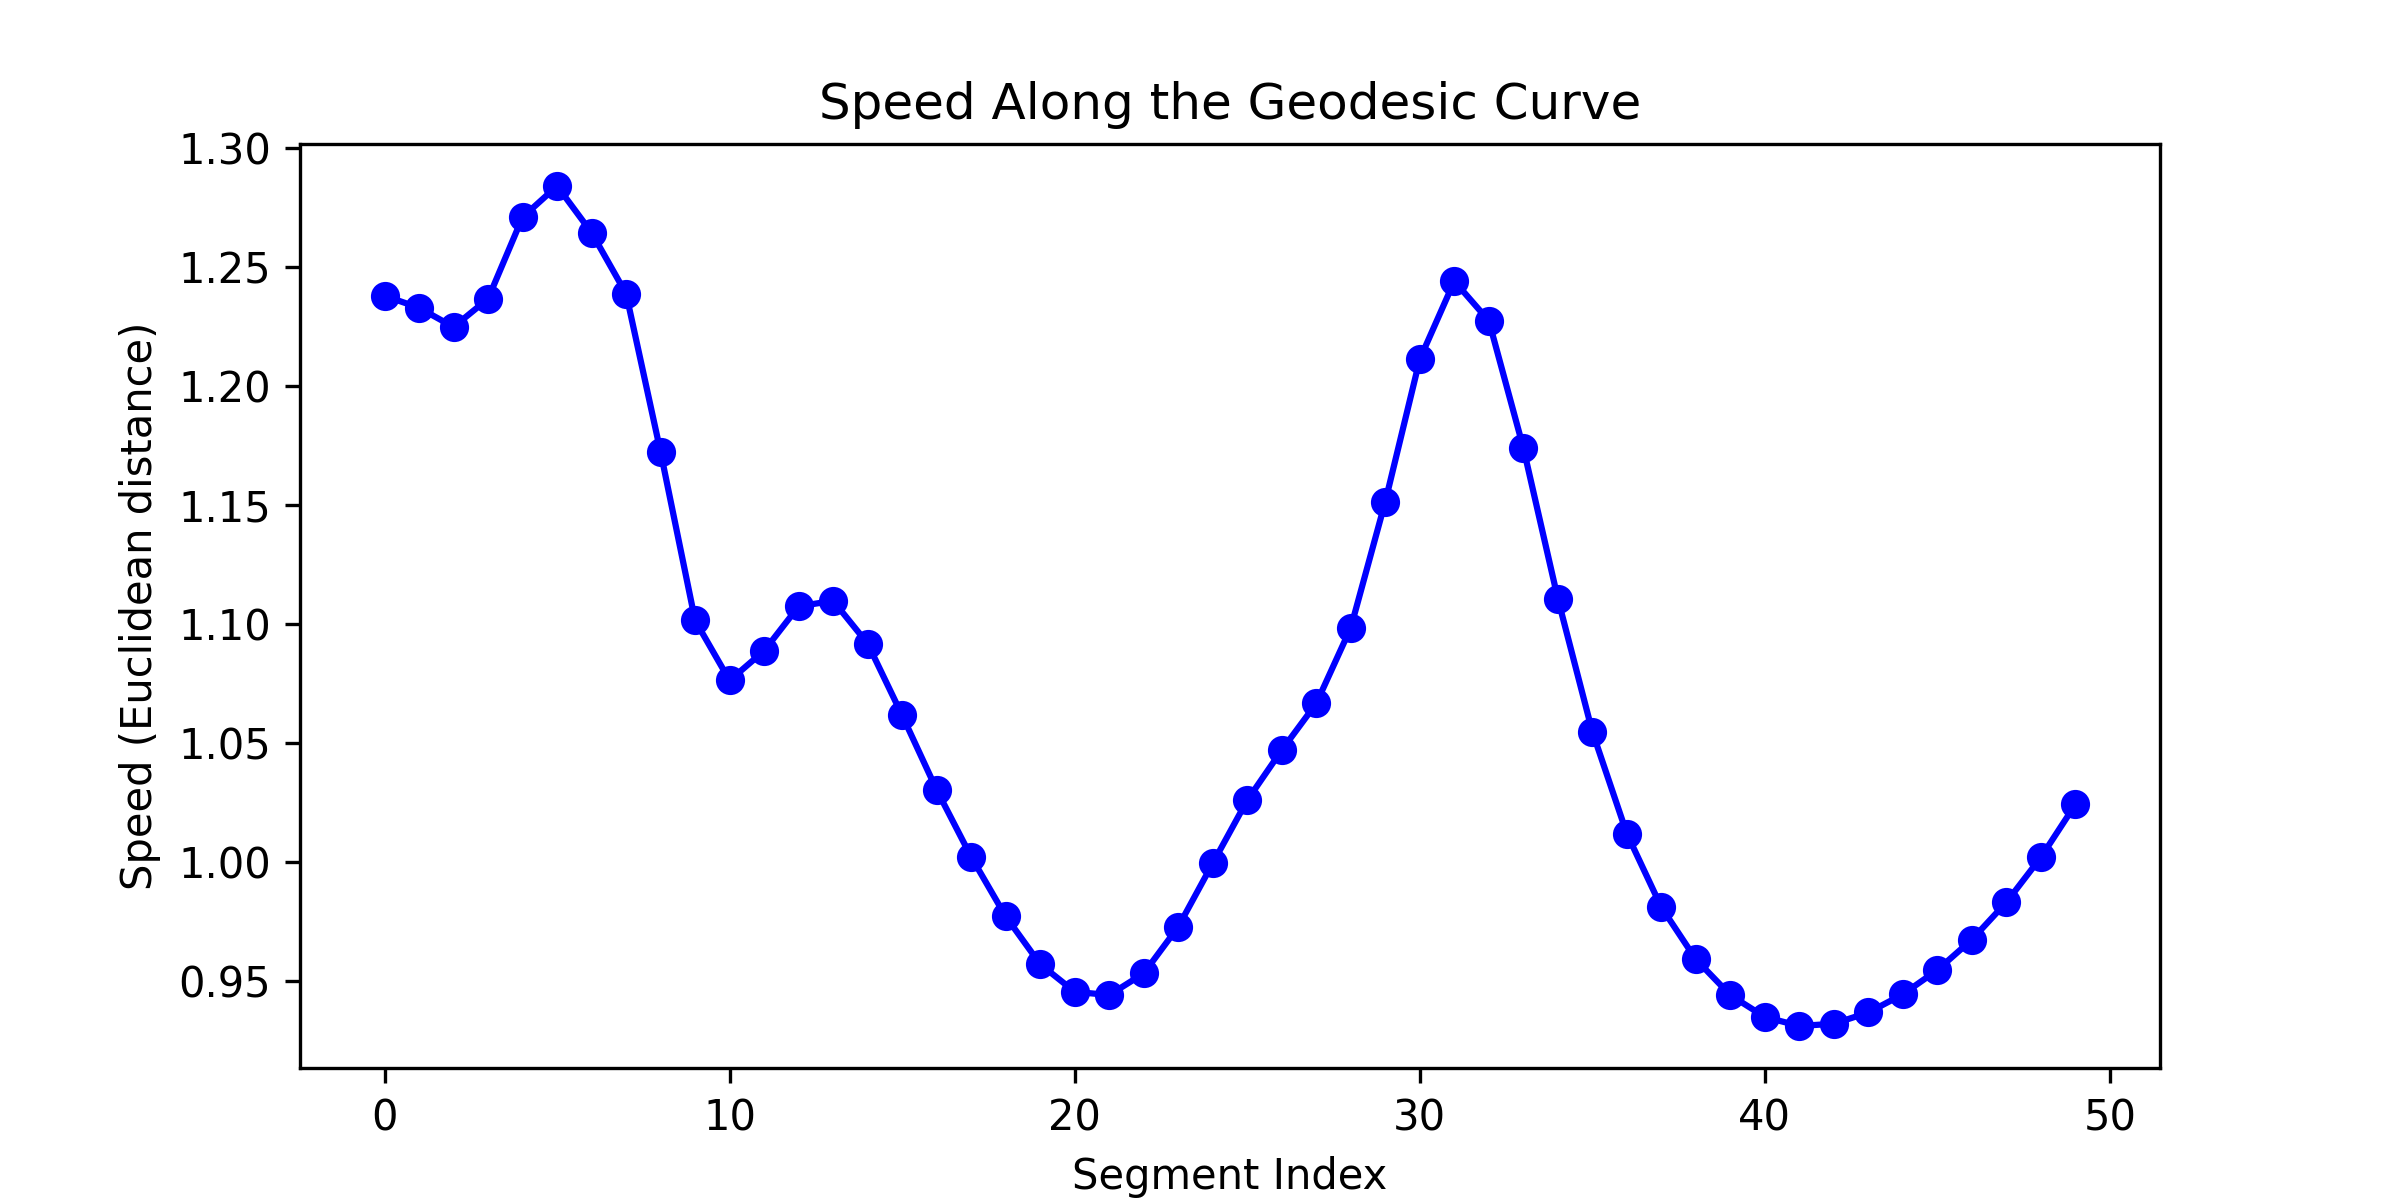 Speed Along the Geodesic Curve
1.30
1.25
1.20
1.15
1.10
1.05
1.00
0.95
Speed (Euclidean distance)
0 10 20 30 40 50
Segment Index